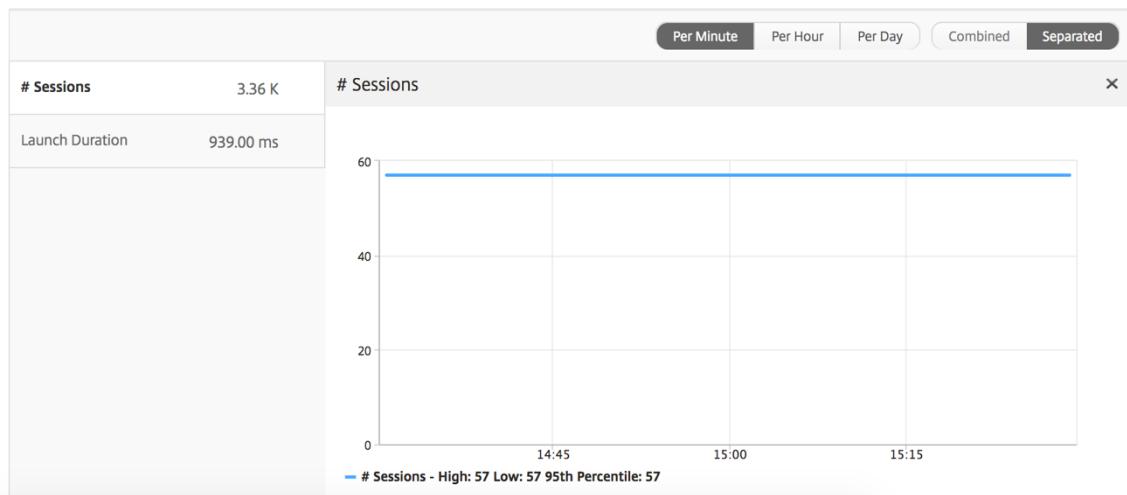 Per Minute Per Hour Per Day Combined Separated
# Sessions 3.36 K
Launch Duration 939.00 ms
# Sessions ×
60
40
20
0
14:45 15:00 15:15
# Sessions - High: 57 Low: 57 95th Percentile: 57